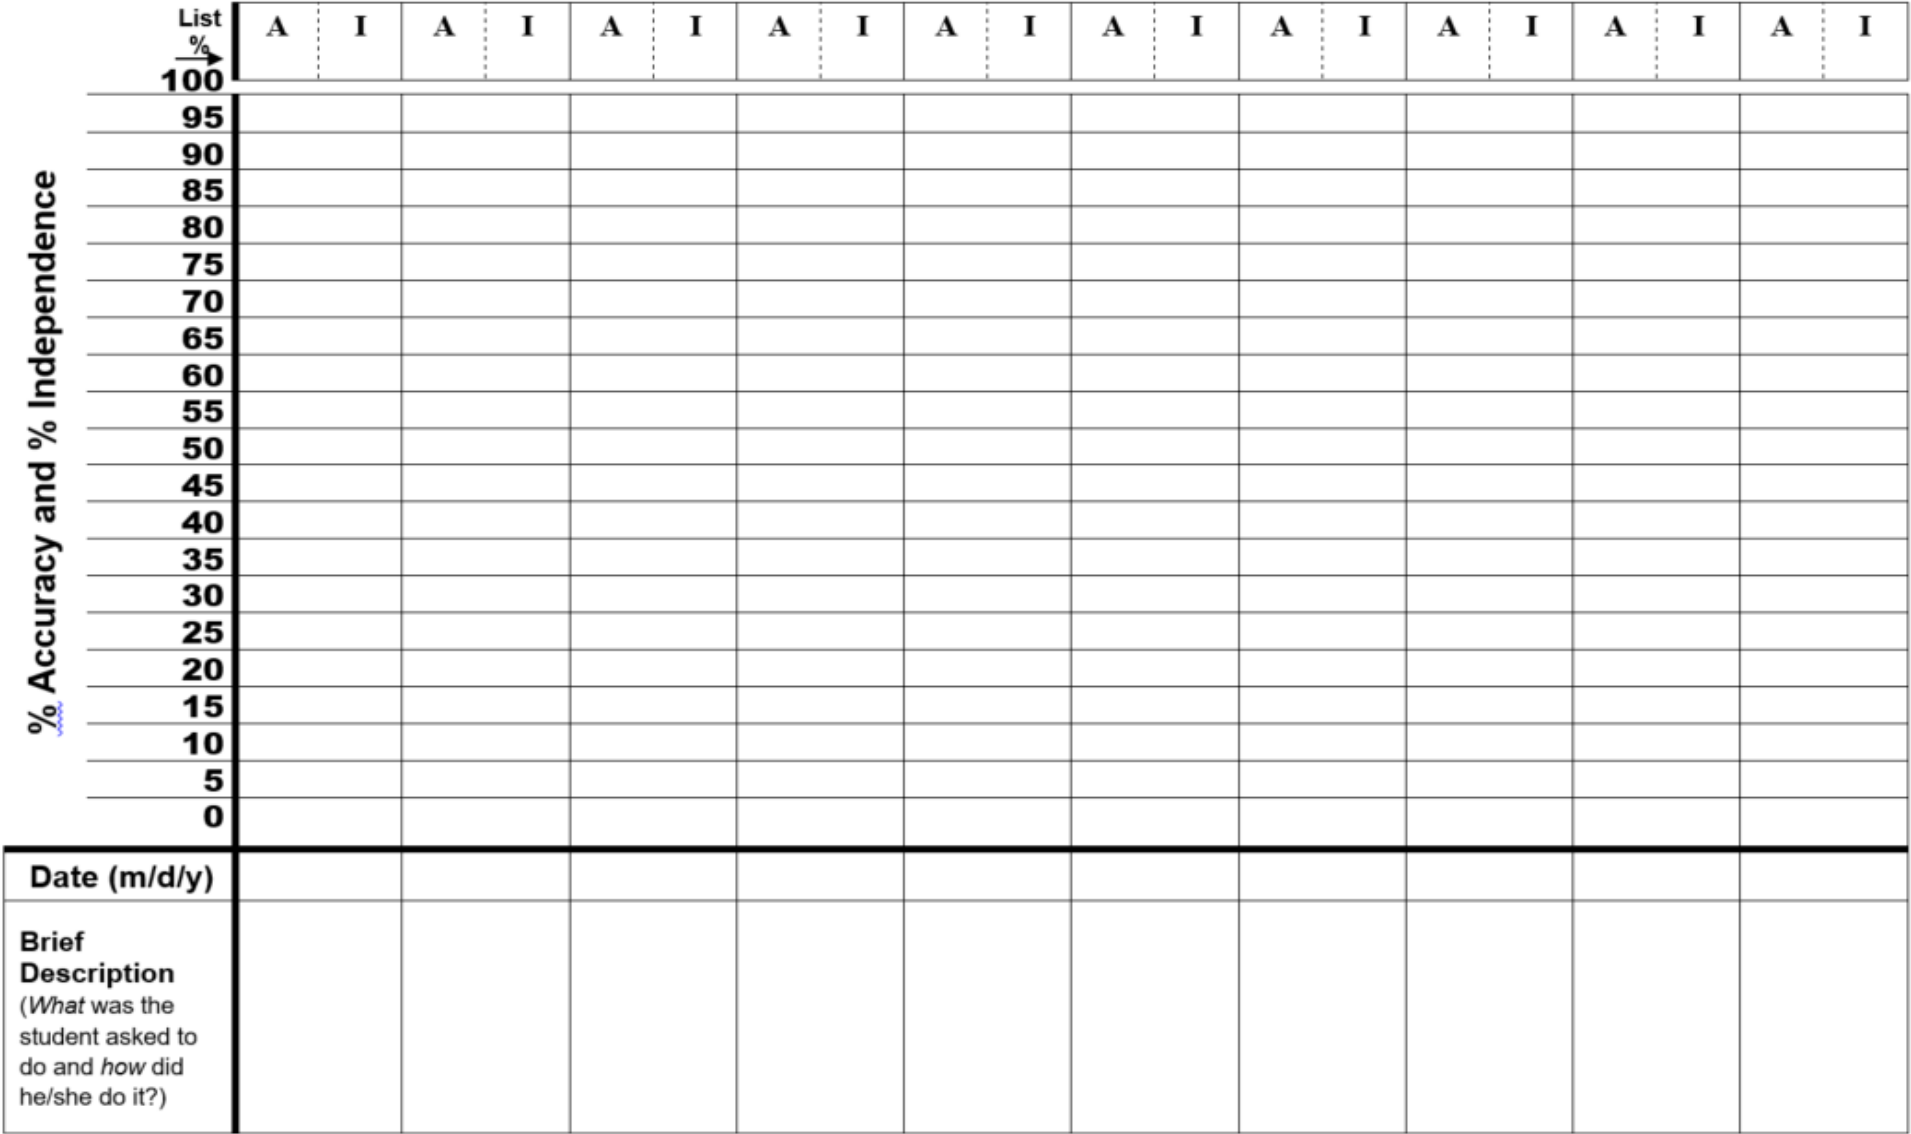 List
%
A I A I A I A I A I A I A I A I A I A I
100
95
90
85
80
75
70
65
60
55
50
45
40
35
30
25
20
15
10
5
0
% Accuracy and % Independence
Date (m/d/y)
Brief
Description
(What was the
student asked to
do and how did
he/she do it?)